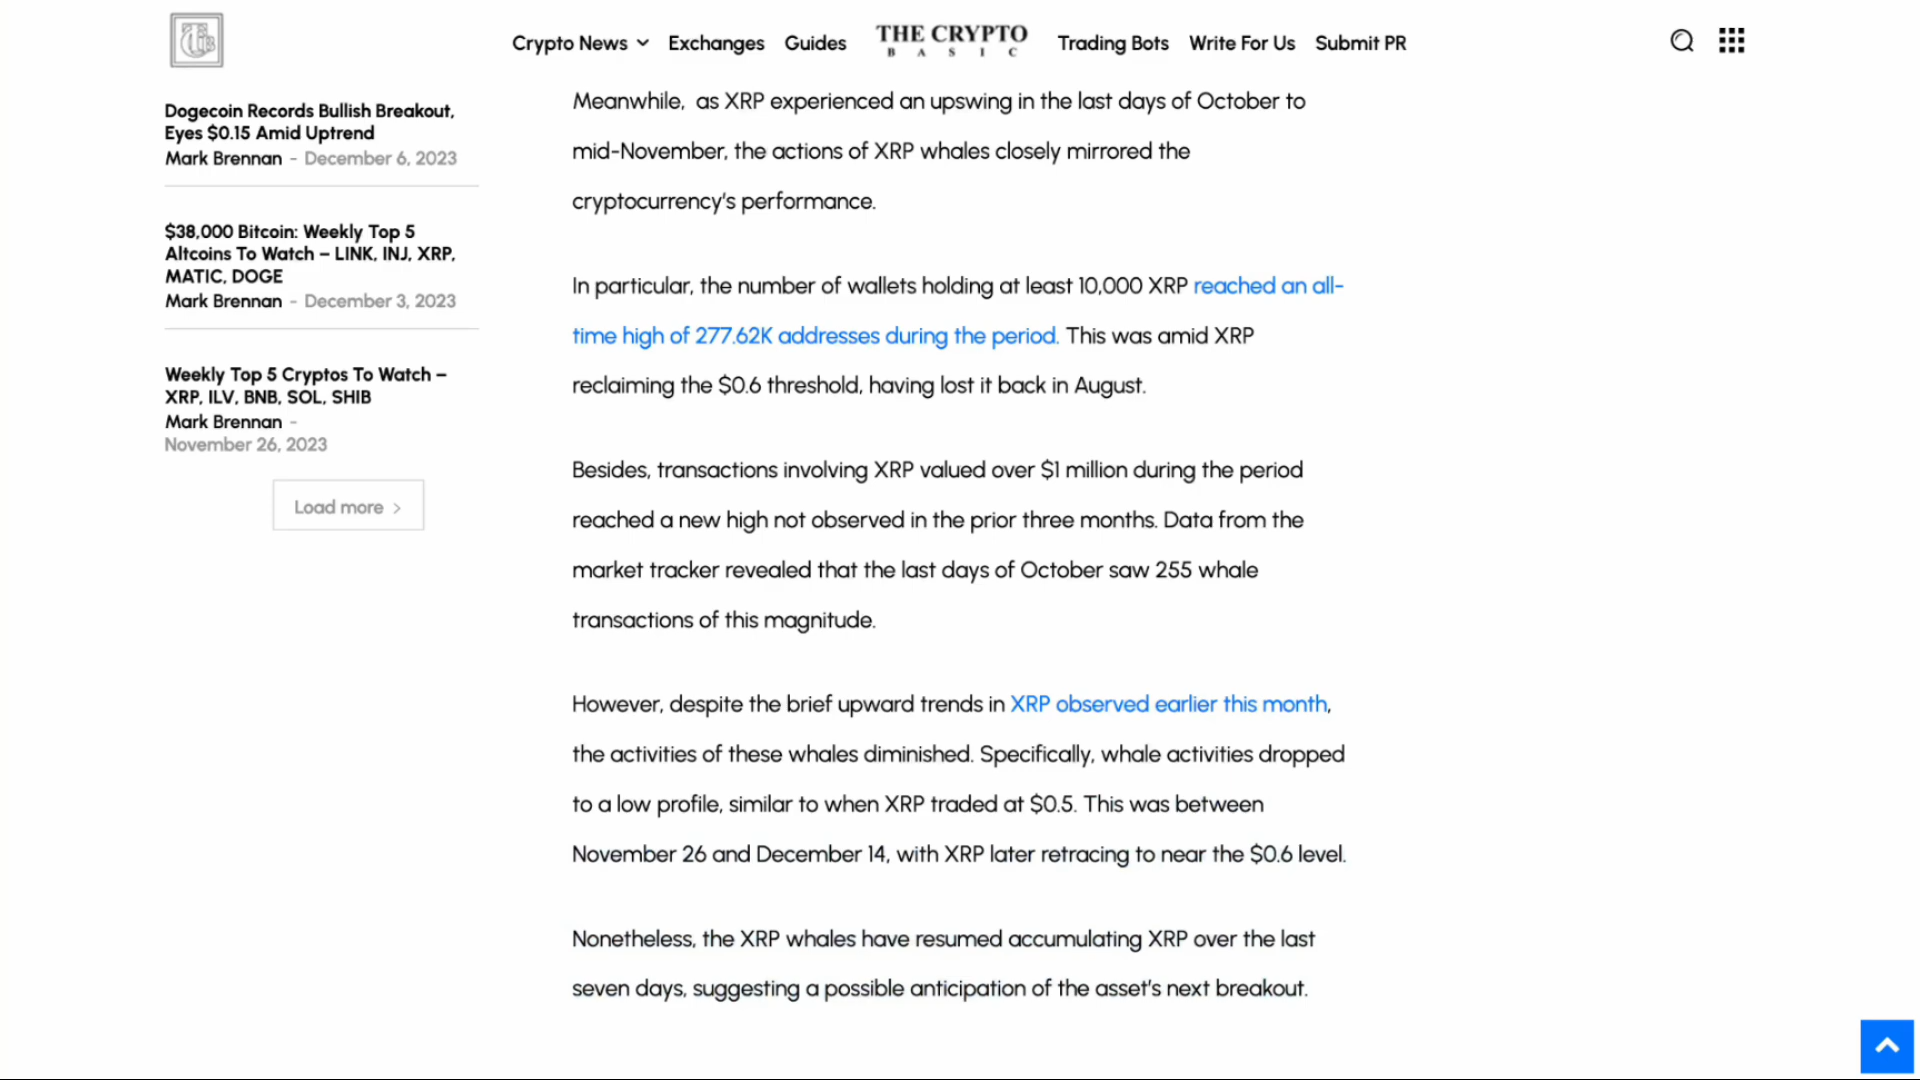 Crypto News
Exchanges
Guides
THE CRYPTO
BASIC
Trading Bots
Write For Us
Submit PR
Dogecoin Records Bullish Breakout,
Eyes $0.15 Amid Uptrend
Mark Brennan - December 6, 2023
$38,000 Bitcoin: Weekly Top 5
Altcoins To Watch – LINK, INJ, XRP,
MATIC, DOGE
Mark Brennan - December 3, 2023
Weekly Top 5 Cryptos To Watch –
XRP, ILV, BNB, SOL, SHIB
Mark Brennan -
November 26, 2023
Load more
Meanwhile, as XRP experienced an upswing in the last days of October to
mid-November, the actions of XRP whales closely mirrored the
cryptocurrency's performance.
In particular, the number of wallets holding at least 10,000 XRP reached an all-
time high of 277.62K addresses during the period. This was amid XRP
reclaiming the $0.6 threshold, having lost it back in August.
Besides, transactions involving XRP valued over $1 million during the period
reached a new high not observed in the prior three months. Data from the
market tracker revealed that the last days of October saw 255 whale
transactions of this magnitude.
However, despite the brief upward trends in XRP observed earlier this month,
the activities of these whales diminished. Specifically, whale activities dropped
to a low profile, similar to when XRP traded at $0.5. This was between
November 26 and December 14, with XRP later retracing to near the $0.6 level.
Nonetheless, the XRP whales have resumed accumulating XRP over the last
seven days, suggesting a possible anticipation of the asset's next breakout.